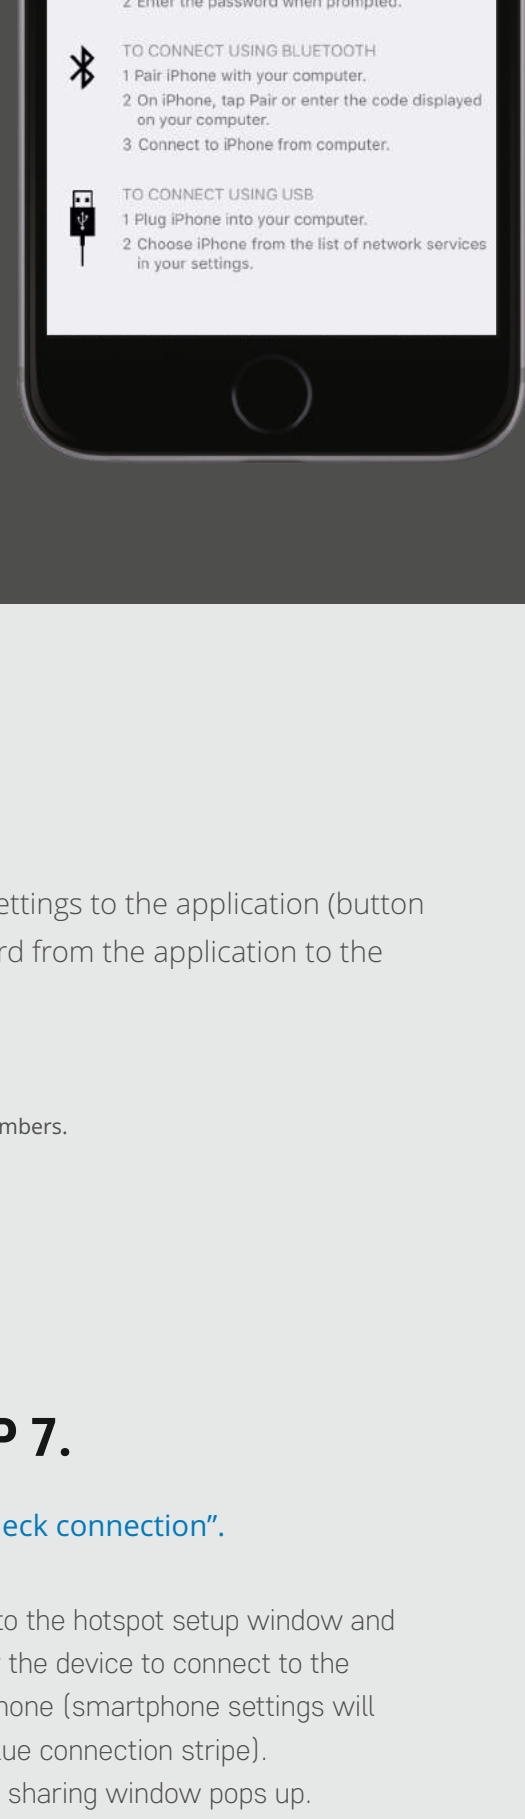 2 Enter the password when prompted.
TO CONNECT USING BLUETOOTH
1 Pair iPhone with your computer.
2 On iPhone, tap Pair or enter the code displayed
on your computer.
3 Connect to iPhone from computer.
TO CONNECT USING USB
1 Plug iPhone into your computer.
2 Choose iPhone from the list of network services
in your settings.
ettings to the application (button
rd from the application to the
mbers.
P 7.
eck connection”.
to the hotspot setup window and
the device to connect to the
hone (smartphone settings will
ue connection stripe).
sharing window pops up.